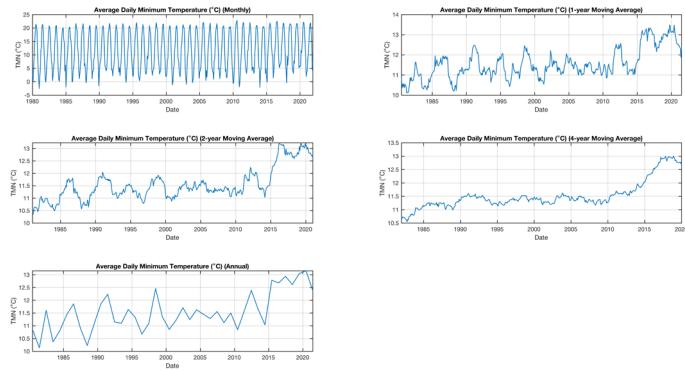 Average Daily Minimum Temperature (°C) (Monthly)
TMN (°C)
25
20
15
10
5
0
-5
1980 1985 1990 1995 2000 2005 2010 2015 2020
Date
Average Daily Minimum Temperature (°C) (1-year Moving Average)
TMN (°C)
14
13
12
11
10
1985 1990 1995 2000 2005 2010 2015 2020
Date
Average Daily Minimum Temperature (°C) (2-year Moving Average)
TMN (°C)
13
12.5
12
11.5
11
10.5
10
1985 1990 1995 2000 2005 2010 2015 2020
Date
Average Daily Minimum Temperature (°C) (4-year Moving Average)
TMN (°C)
13.5
13
12.5
12
11.5
11
10.5
1985 1990 1995 2000 2005 2010 2015 2020
Date
Average Daily Minimum Temperature (°C) (Annual)
TMN (°C)
13
12.5
12
11.5
11
10.5
10
1985 1990 1995 2000 2005 2010 2015 2020
Date